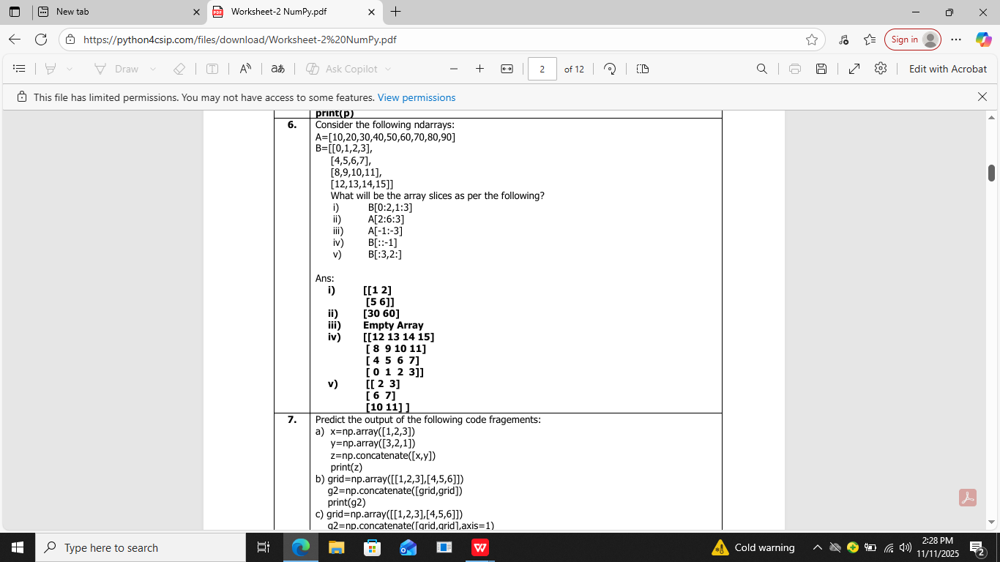 New tab
Worksheet-2 NumPy.pdf
https://python4csip.com/files/download/Worksheet-2%20NumPy.pdf
Sign in
Draw
Ask Copilot
2 of 12
Edit with Acrobat
This file has limited permissions. You may not have access to some features. View permissions
print(p)
6. Consider the following ndarrays:
A=[10,20,30,40,50,60,70,80,90]
B=[[0,1,2,3],
[4,5,6,7],
[8,9,10,11],
[12,13,14,15]]
What will be the array slices as per the following?
i) B[0:2,1:3]
ii) A[2:6:3]
iii) A[-1:-3]
iv) B[::-1]
v) B[:3,2:]
Ans:
i) [[1 2]
[5 6]]
ii) [30 60]
iii) Empty Array
iv) [[12 13 14 15]
[ 8 9 10 11]
[ 4 5 6 7]
[ 0 1 2 3]]
v) [[ 2 3]
[ 6 7]
[10 11] ]
7. Predict the output of the following code fragements:
a) x=np.array([1,2,3])
y=np.array([3,2,1])
z=np.concatenate([x,y])
print(z)
b) grid=np.array([[1,2,3],[4,5,6]])
g2=np.concatenate([grid,grid])
print(g2)
c) grid=np.array([[1,2,3],[4,5,6]])
g2=np.concatenate([grid,grid],axis=1)
Type here to search
Cold warning
2:28 PM
11/11/2025
2